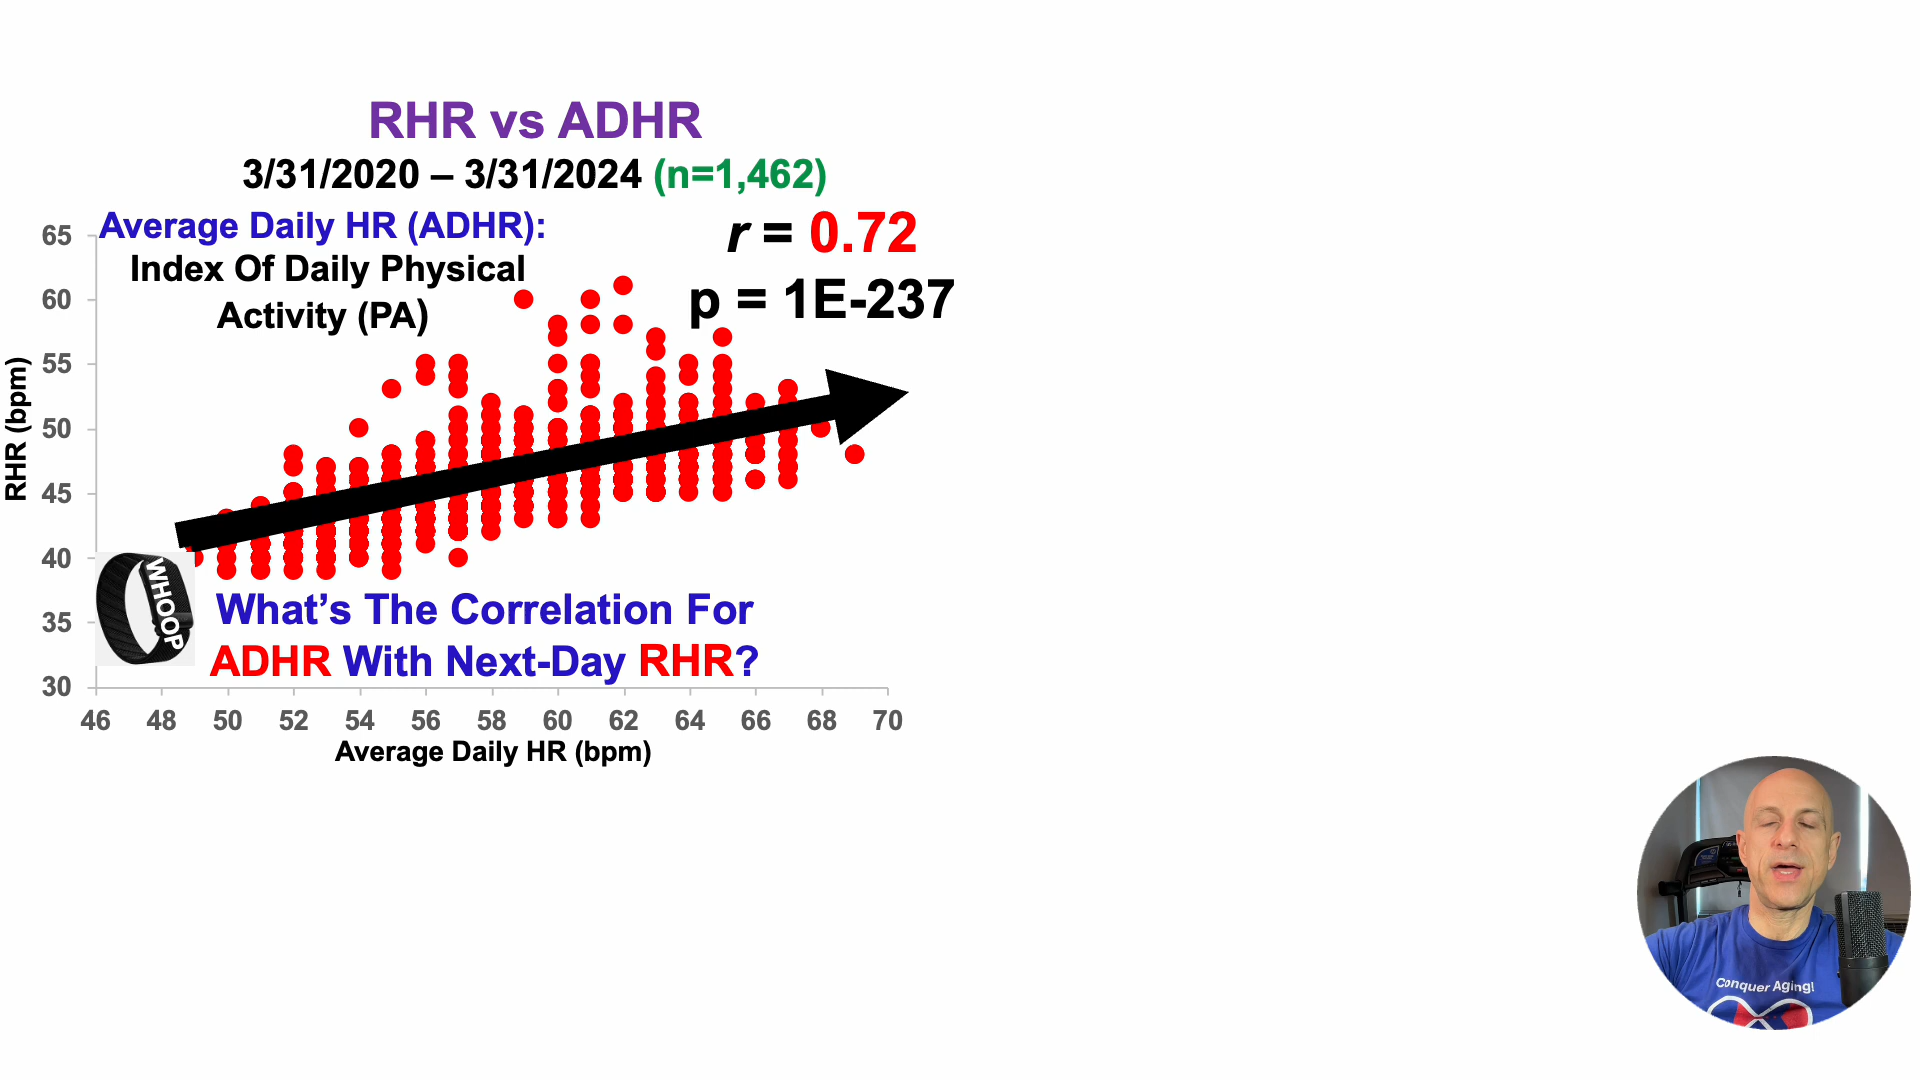 RHR vs ADHR
3/31/2020 – 3/31/2024 (n=1,462)
Average Daily HR (ADHR):
Index Of Daily Physical
Activity (PA)
r = 0.72
p = 1E-237
RHR (bpm)
65
60
55
50
45
40
35
30
WHOOP
What’s The Correlation For
ADHR With Next-Day RHR?
46 48 50 52 54 56 58 60 62 64 66 68 70
Average Daily HR (bpm)
Conquer Aging!